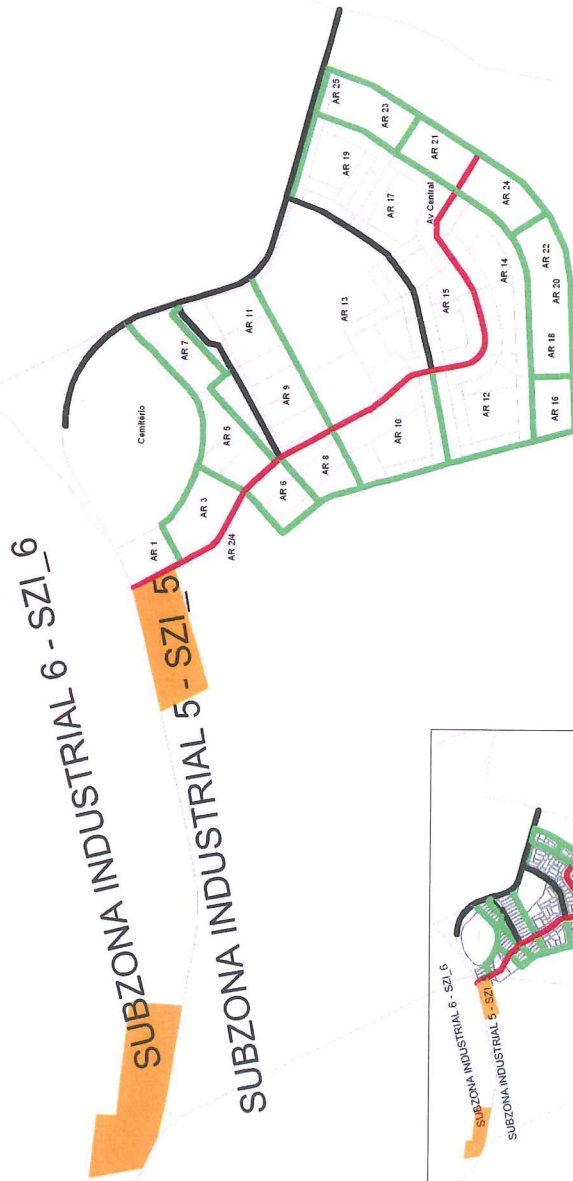 AR 25
AR 23
AR 19
AR 21
AR 17
Av Central
AR 24
AR 11
AR 7
AR 13
AR 15
AR 14
AR 22
AR 20
Cemitério
AR 9
AR 18
AR 5
AR 10
AR 12
AR 16
AR 3
AR 6
AR 8
AR 1
AR 2/4
SUBZONA INDUSTRIAL 6 - SZI_6
SUBZONA INDUSTRIAL 5 - SZI_5
SUBZONA INDUSTRIAL 6 - SZI_6
SUBZONA INDUSTRIAL 5 - SZI_